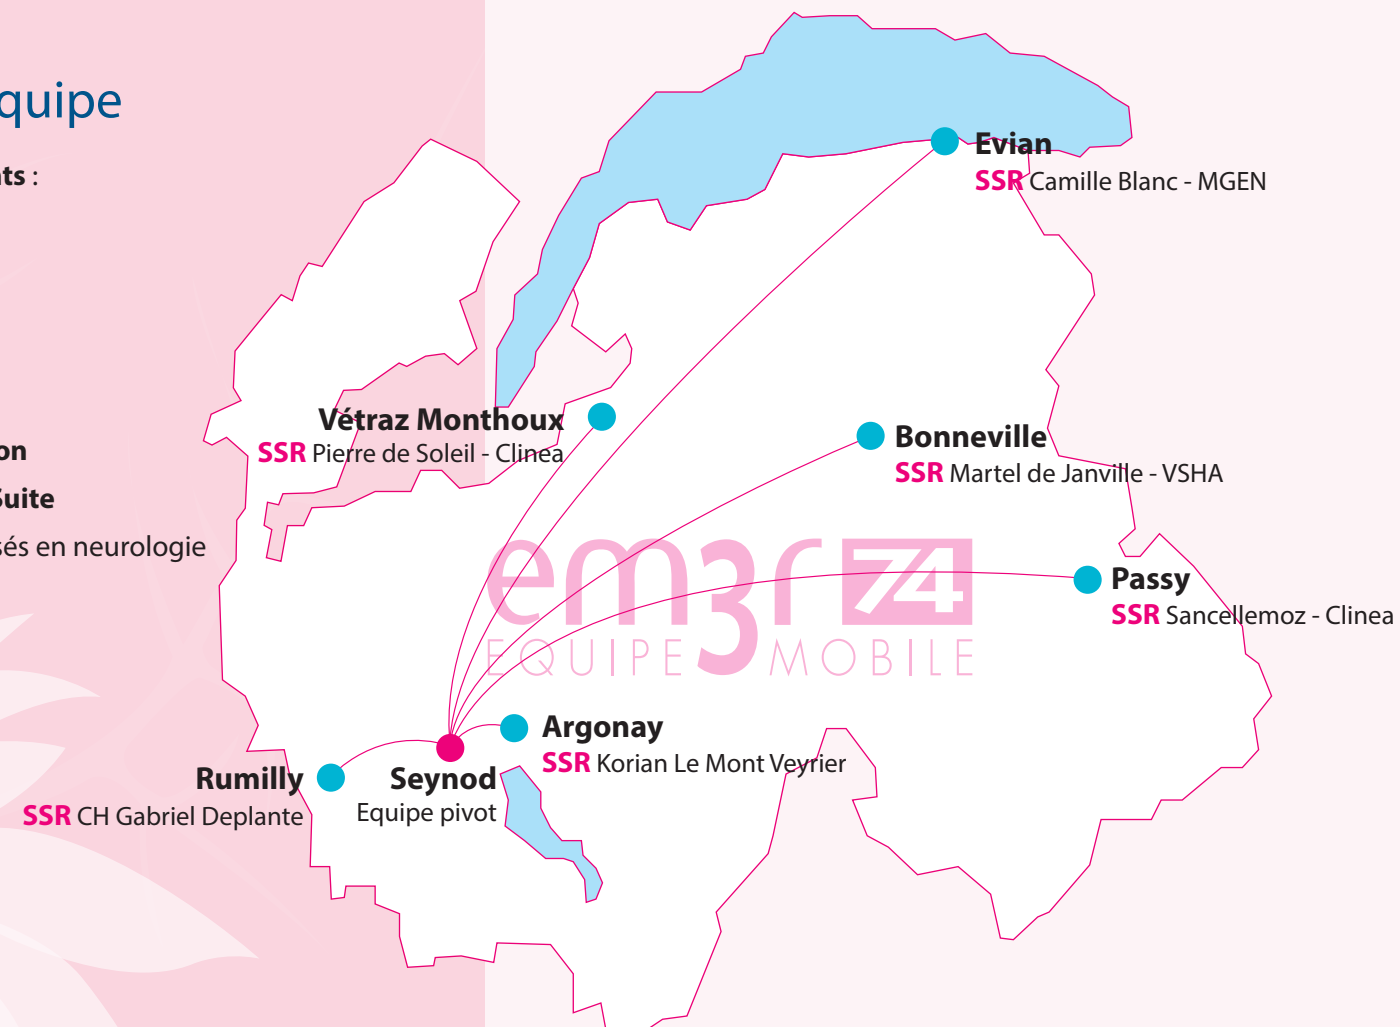 quipe
ts :
on
Suite
sés en neurologie
Evian
SSR Camille Blanc - MGEN
Vétraz Monthoux
SSR Pierre de Soleil - Clinea
Bonneville
SSR Martel de Janville - VSHA
em3r 74
EQUIPE MOBILE
Passy
SSR Sancellemoz - Clinea
Argonay
SSR Korian Le Mont Veyrier
Rumilly
SSR CH Gabriel Deplante
Seynod
Equipe pivot